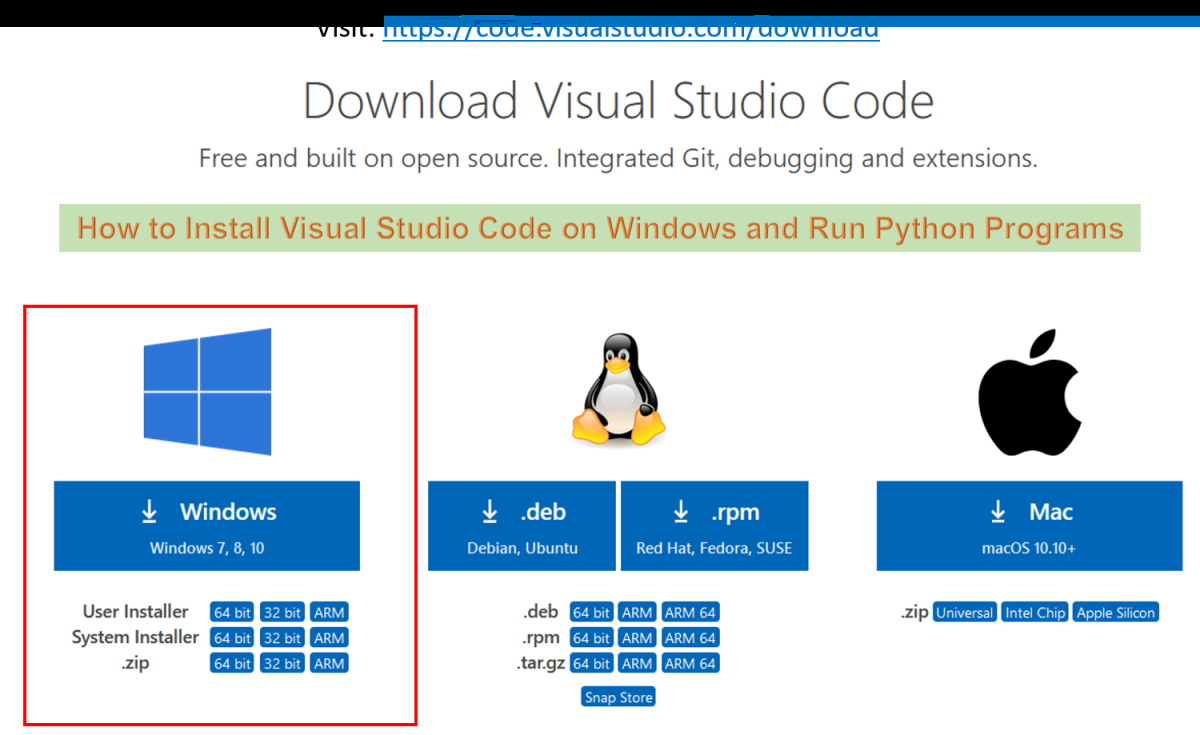 Visit: https://code.visualstudio.com/download
Download Visual Studio Code
Free and built on open source. Integrated Git, debugging and extensions.
How to Install Visual Studio Code on Windows and Run Python Programs
Windows
Windows 7, 8, 10
User Installer 64 bit 32 bit ARM
System Installer 64 bit 32 bit ARM
.zip 64 bit 32 bit ARM
.deb
Debian, Ubuntu
.rpm
Red Hat, Fedora, SUSE
.deb 64 bit ARM ARM 64
.rpm 64 bit ARM ARM 64
.tar.gz 64 bit ARM ARM 64
Snap Store
Mac
macOS 10.10+
.zip Universal Intel Chip Apple Silicon